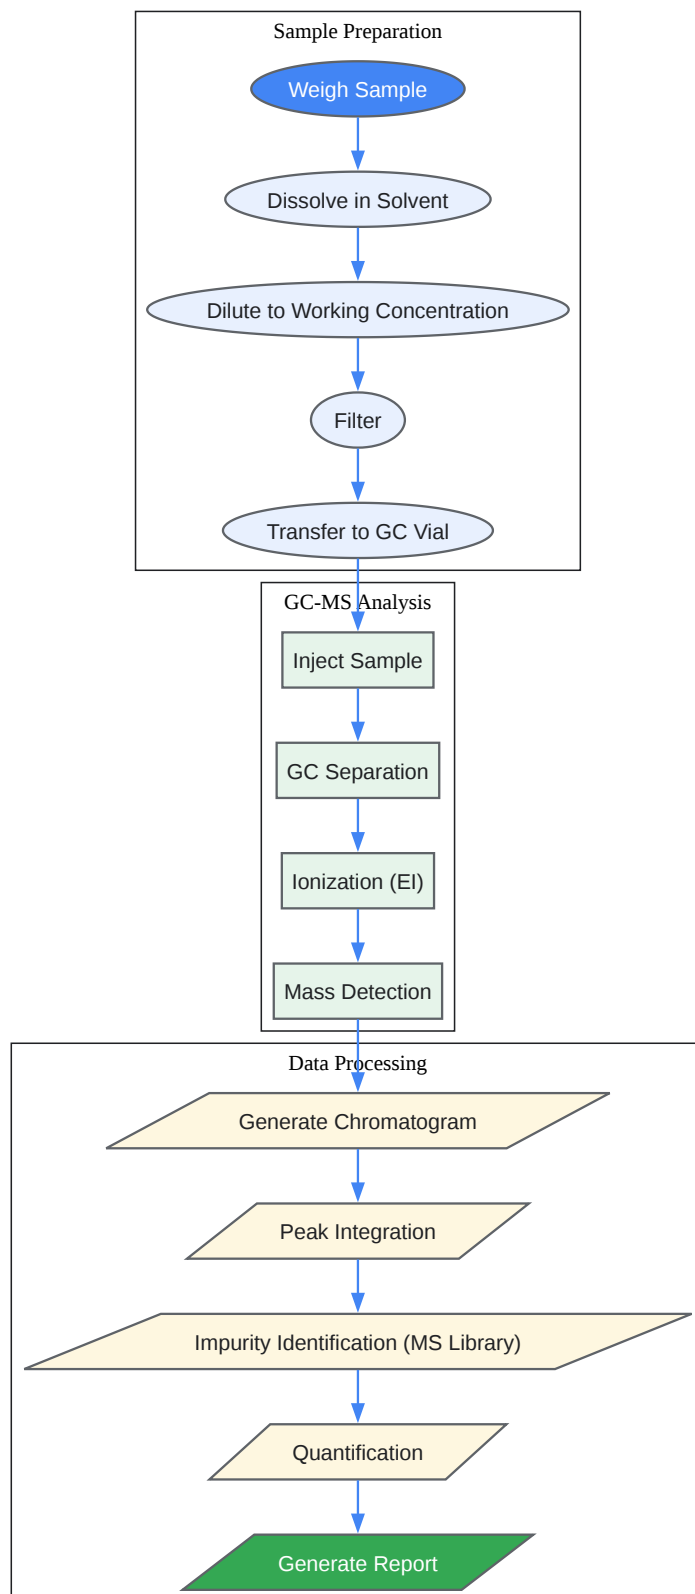 Sample Preparation
Weigh Sample
Dissolve in Solvent
Dilute to Working Concentration
Filter
Transfer to GC Vial
GC-MS Analysis
Inject Sample
GC Separation
Ionization (EI)
Mass Detection
Data Processing
Generate Chromatogram
Peak Integration
Impurity Identification (MS Library)
Quantification
Generate Report